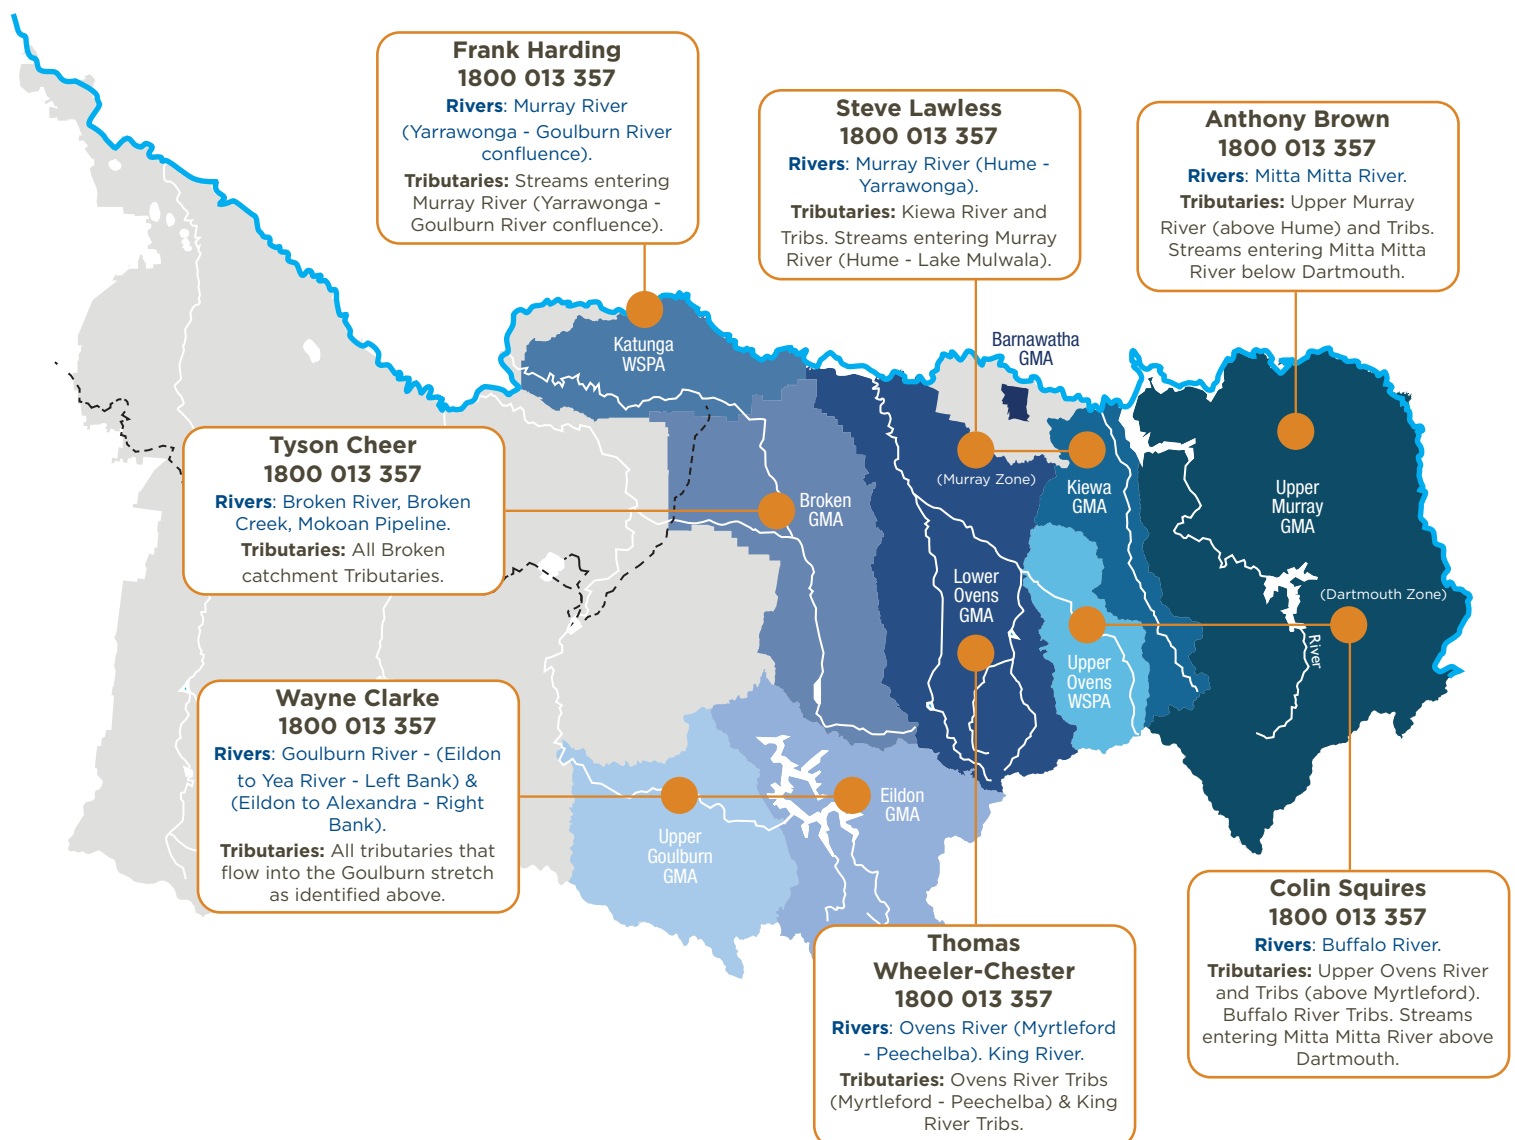 Frank Harding
1800 013 357
Rivers: Murray River
(Yarrawonga - Goulburn River
confluence).
Tributaries: Streams entering
Murray River (Yarrawonga -
Goulburn River confluence).
Steve Lawless
1800 013 357
Rivers: Murray River (Hume -
Yarrawonga).
Tributaries: Kiewa River and
Tribs. Streams entering Murray
River (Hume - Lake Mulwala).
Anthony Brown
1800 013 357
Rivers: Mitta Mitta River.
Tributaries: Upper Murray
River (above Hume) and Tribs.
Streams entering Mitta Mitta
River below Dartmouth.
Katunga
WSPA
Barnawatha
GMA
Tyson Cheer
1800 013 357
Rivers: Broken River, Broken
Creek, Mokoan Pipeline.
Tributaries: All Broken
catchment Tributaries.
Broken
GMA
(Murray Zone)
Kiewa
GMA
Upper
Murray
GMA
Lower
Ovens
GMA
(Dartmouth Zone)
River
Upper
Ovens
WSPA
Wayne Clarke
1800 013 357
Rivers: Goulburn River - (Eildon
to Yea River - Left Bank) &
(Eildon to Alexandra - Right
Bank).
Tributaries: All tributaries that
flow into the Goulburn stretch
as identified above.
Upper
Goulburn
GMA
Eildon
GMA
Thomas
Wheeler-Chester
1800 013 357
Rivers: Ovens River (Myrtleford
- Peechelba). King River.
Tributaries: Ovens River Tribs
(Myrtleford - Peechelba) & King
River Tribs.
Colin Squires
1800 013 357
Rivers: Buffalo River.
Tributaries: Upper Ovens River
and Tribs (above Myrtleford).
Buffalo River Tribs. Streams
entering Mitta Mitta River above
Dartmouth.